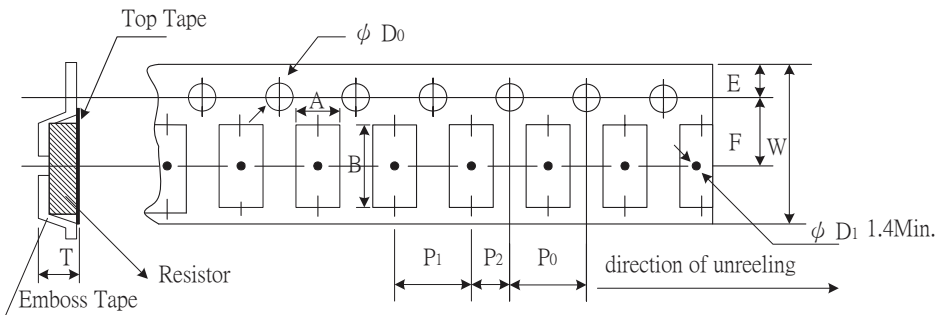 Top Tape
φ D0
A
E
F
W
B
φ D1 1.4Min.
T
P1
P2
P0
direction of unreeling
Resistor
Emboss Tape